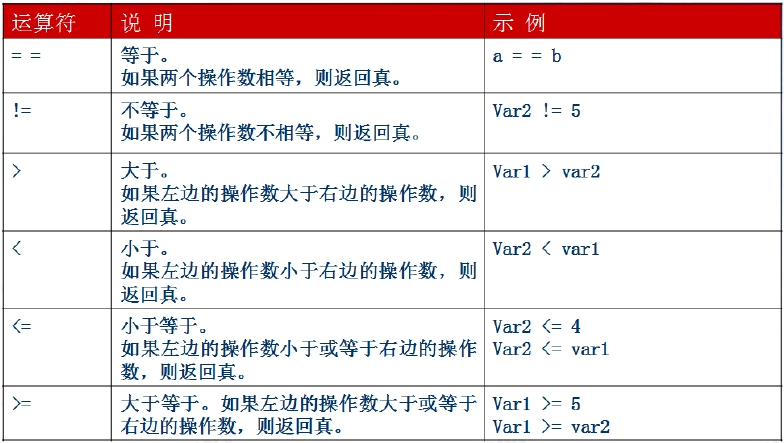 运算符 说 明 示 例
= = 等于。 a = = b
如果两个操作数相等，则返回真。
!= 不等于。 Var2 != 5
如果两个操作数不相等，则返回真。
> 大于。 Var1 > var2
如果左边的操作数大于右边的操作数，则
返回真。
< 小于。 Var2 < var1
如果左边的操作数小于右边的操作数，则
返回真。
<= 小于等于。 Var2 <= 4
如果左边的操作数小于或等于右边的操作 Var2 <= var1
数，则返回真。
>= 大于等于。如果左边的操作数大于或等于 Var1 >= 5
右边的操作数，则返回真。 Var1 >= var2